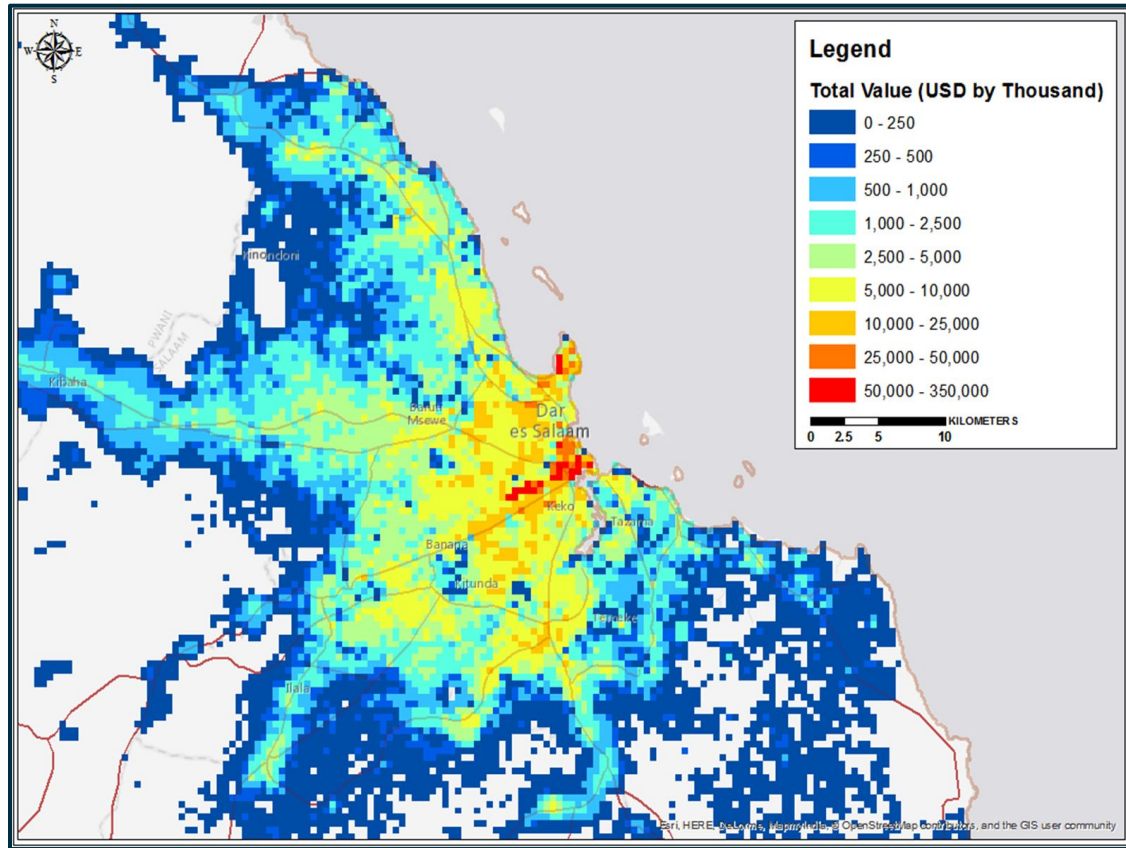 N
W E
S
Legend
Total Value (USD by Thousand)
0 - 250
250 - 500
500 - 1,000
1,000 - 2,500
2,500 - 5,000
5,000 - 10,000
10,000 - 25,000
25,000 - 50,000
50,000 - 350,000
KILOMETERS
0 2.5 5 10
Kinondoni
PWANI
SALAAM
Kibaha
Msewe
Dar
es Salaam
Keko
Tazama
Banana
Kitunda
Temeke
Ilala
Esri, HERE, DeLorme, MapmyIndia, © OpenStreetMap contributors, and the GIS user community